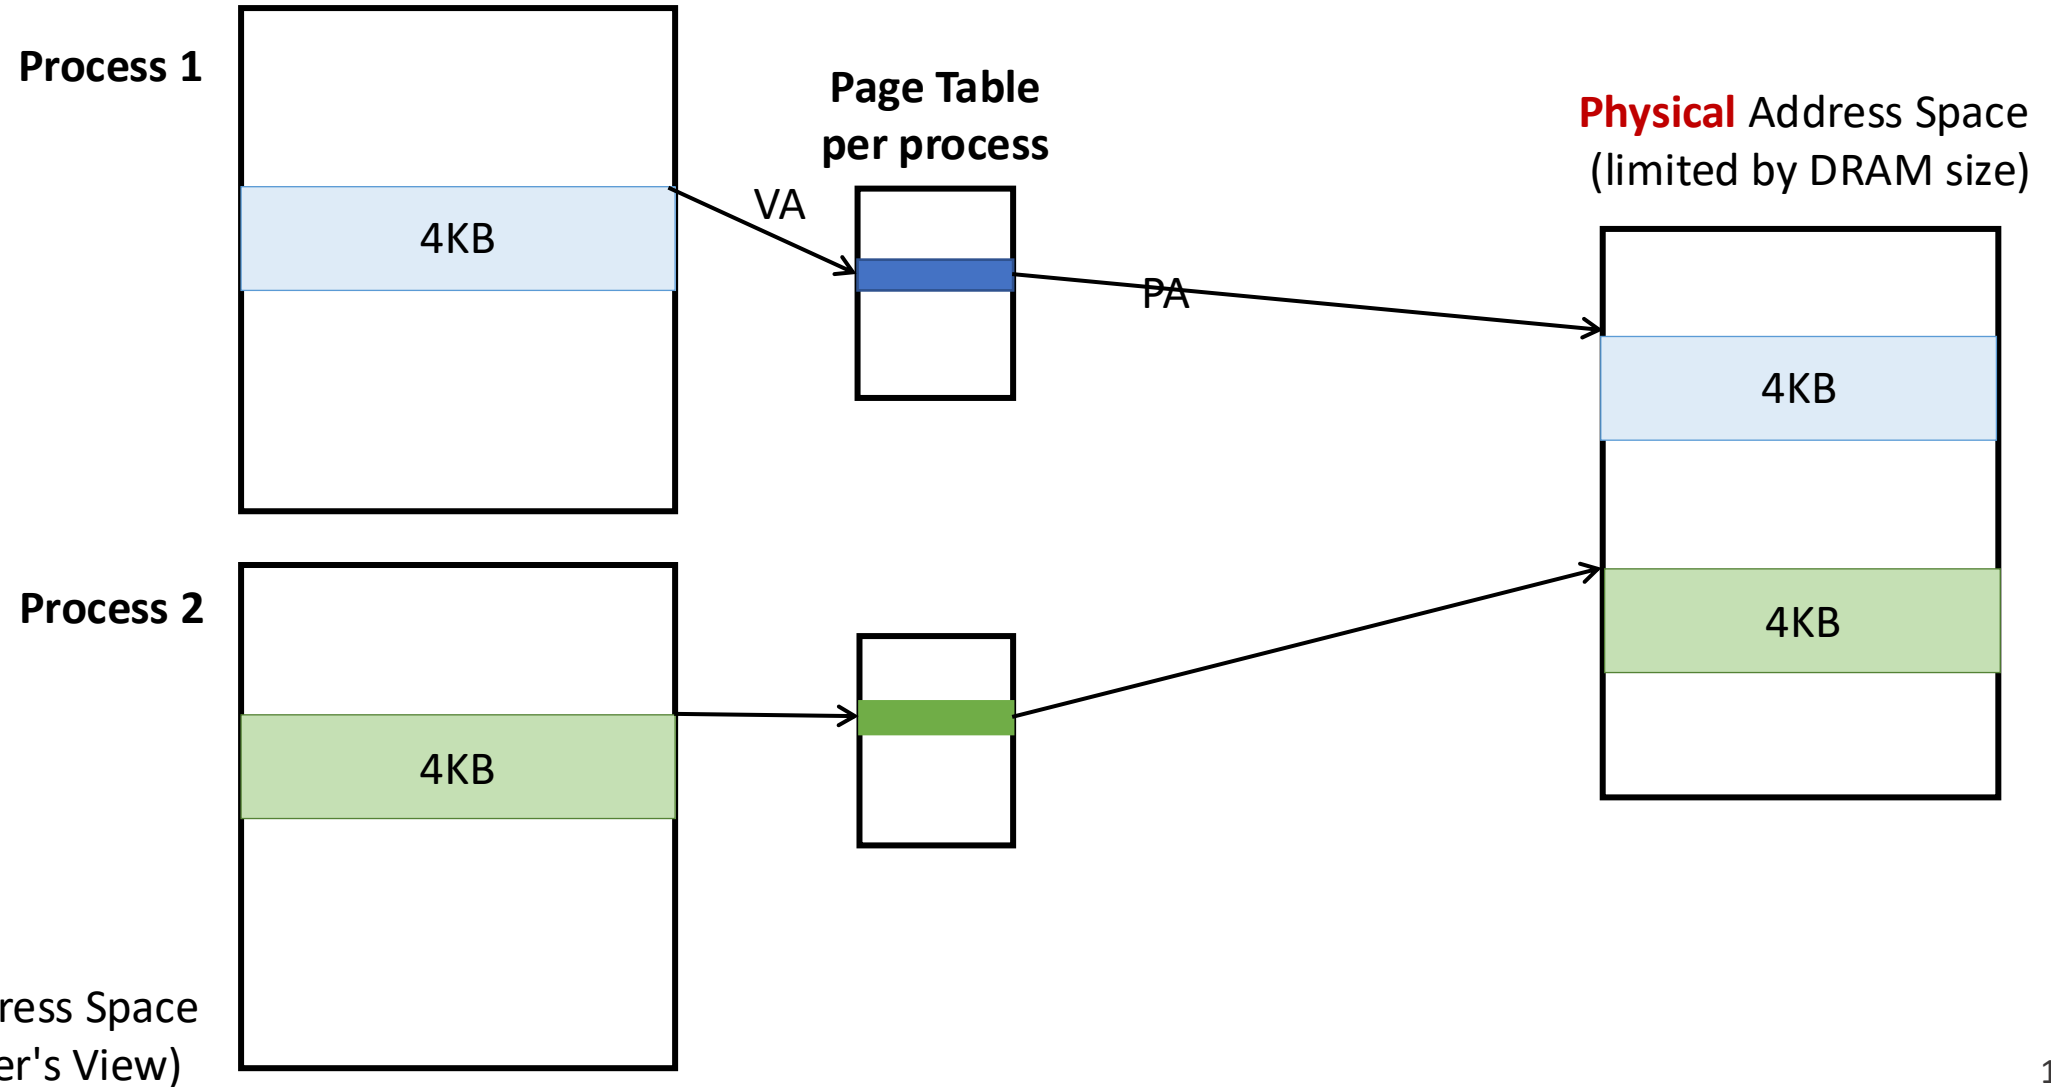 Process 1
Page Table
per process
Physical Address Space
(limited by DRAM size)
VA
4KB
PA
4KB
Process 2
4KB
4KB
ress Space
er's View)
1